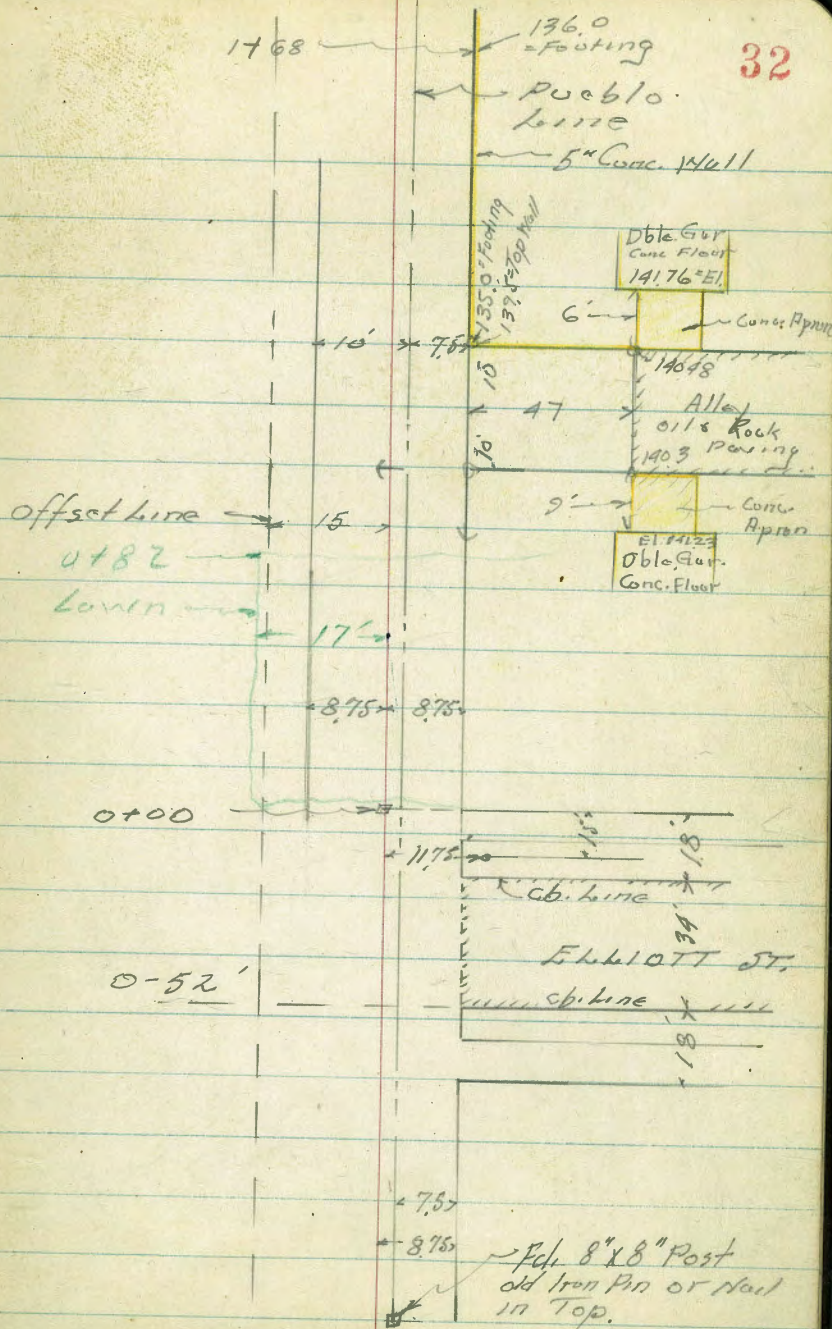 32
1+68
136.0
=Footing
Pueblo
Line
5" Conc. Wall
135.0=Footing
139.5=Top Wall
Dble. Gar
Conc Floor
141.76=El.
6'
Conc. Apron
10'
7.5
140.48
10
47
Alley
Oil & Rock
Paving
10'
140.3
Offset Line
15
9'
Conc.
Apron
El. 141.23
Dble. Gar.
Conc. Floor
0+82
Lawn
17'
8.75
8.75
0+00
11.75
18'
cb. Line
34'
ELLIOTT ST.
0-52'
cb. Line
18'
7.5
8.75
Fd. 8"x8" Post
old Iron Pin or Nail
in Top.